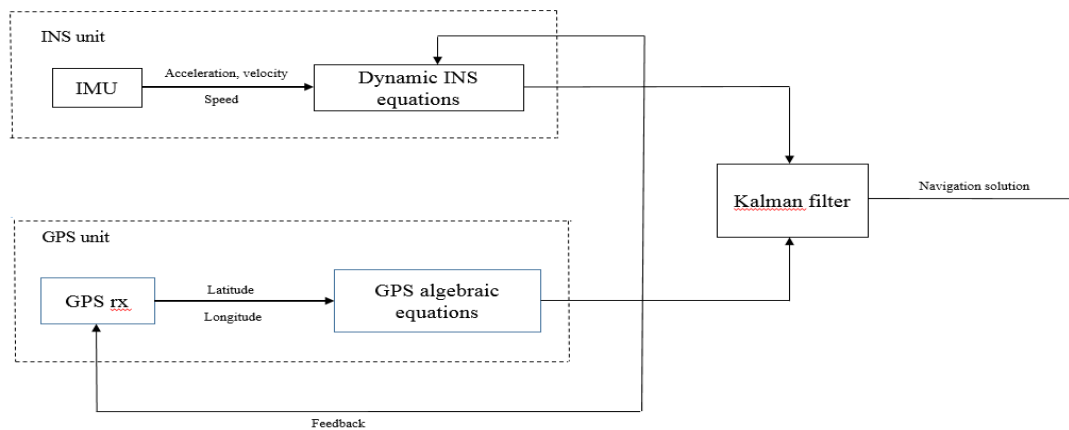 INS unit
IMU
Acceleration, velocity
Speed
Dynamic INS
equations
Kalman filter
Navigation solution
GPS unit
GPS rx
Latitude
Longitude
GPS algebraic
equations
Feedback